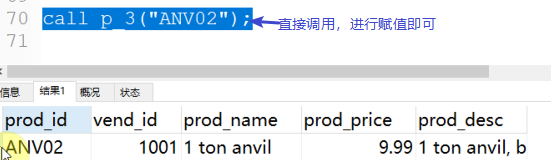 70 call p_3("ANV02"); 直接调用，进行赋值即可
71
信息 结果1 概况 状态
prod_id vend_id prod_name prod_price prod_desc
ANV02 1001 1 ton anvil 9.99 1 ton anvil, b